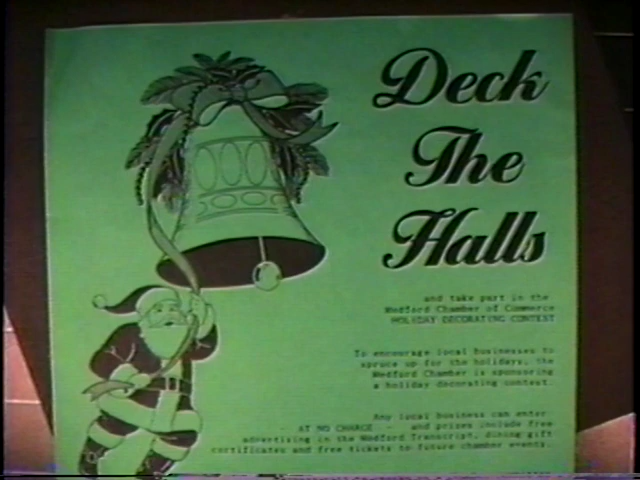 Deck
The
Halls
and take part in the
Medford Chamber of Commerce
HOLIDAY DECORATING CONTEST
To encourage local businesses to
spruce up for the holidays, the
Medford Chamber is sponsoring
a holiday decorating contest.
Any local business can enter
- AT NO CHARGE - - and prizes include free
advertising in the Medford Transcript, dining gift
certificates and free tickets to future chamber events.